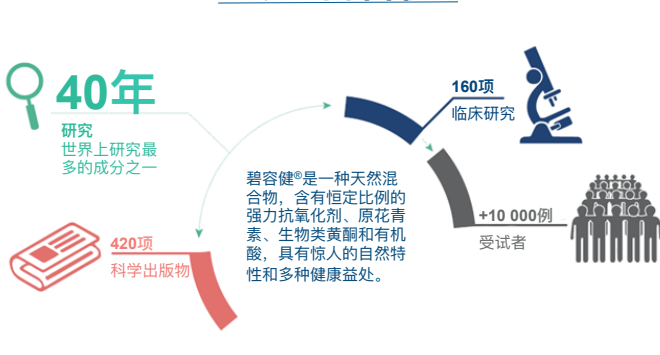 40年
研究
世界上研究最
多的成分之一
160项
临床研究
碧容健®是一种天然混
合物，含有恒定比例的
强力抗氧化剂、原花青
素、生物类黄酮和有机
酸，具有惊人的自然特
性和多种健康益处。
+10 000例
受试者
420项
科学出版物